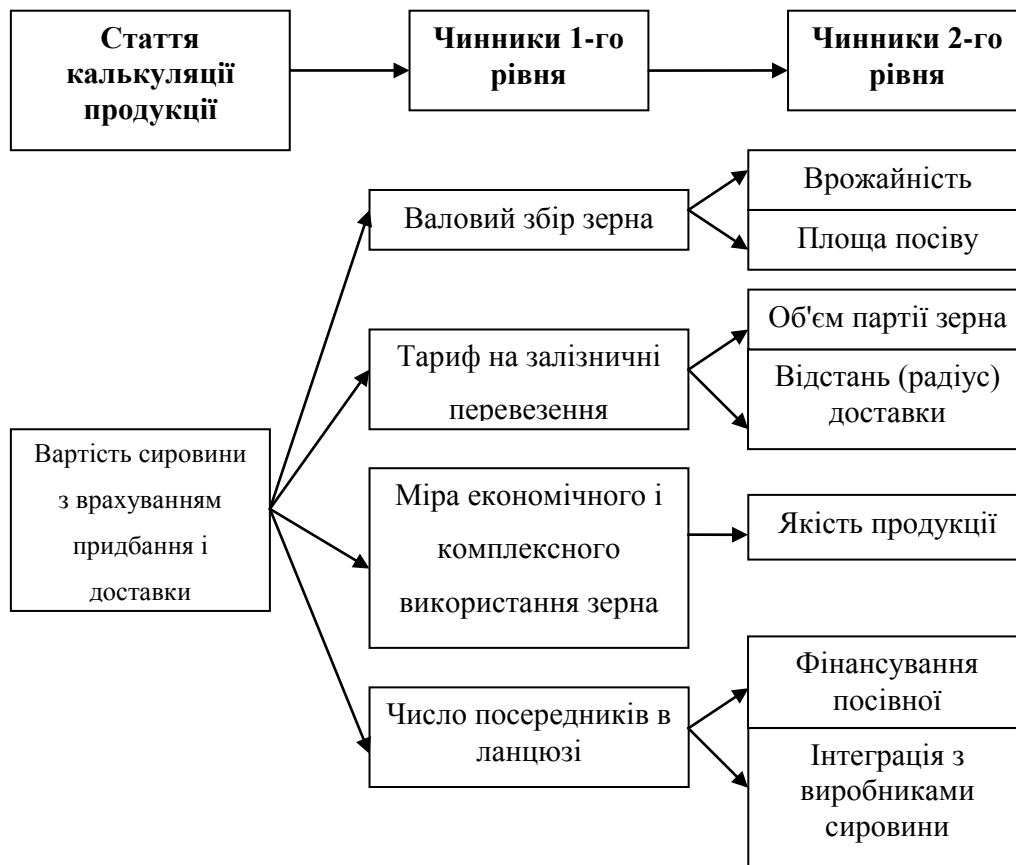 Стаття
калькуляції
продукції
Чинники 1-го
рівня
Чинники 2-го
рівня
Вартість сировини
з врахуванням
придбання і
доставки
Валовий збір зерна
Врожайність
Площа посіву
Тариф на залізничні
перевезення
Об'єм партії зерна
Відстань (радіус)
доставки
Міра економічного і
комплексного
використання зерна
Якість продукції
Число посередників в
ланцюзі
Фінансування
посівної
Інтеграція з
виробниками
сировини